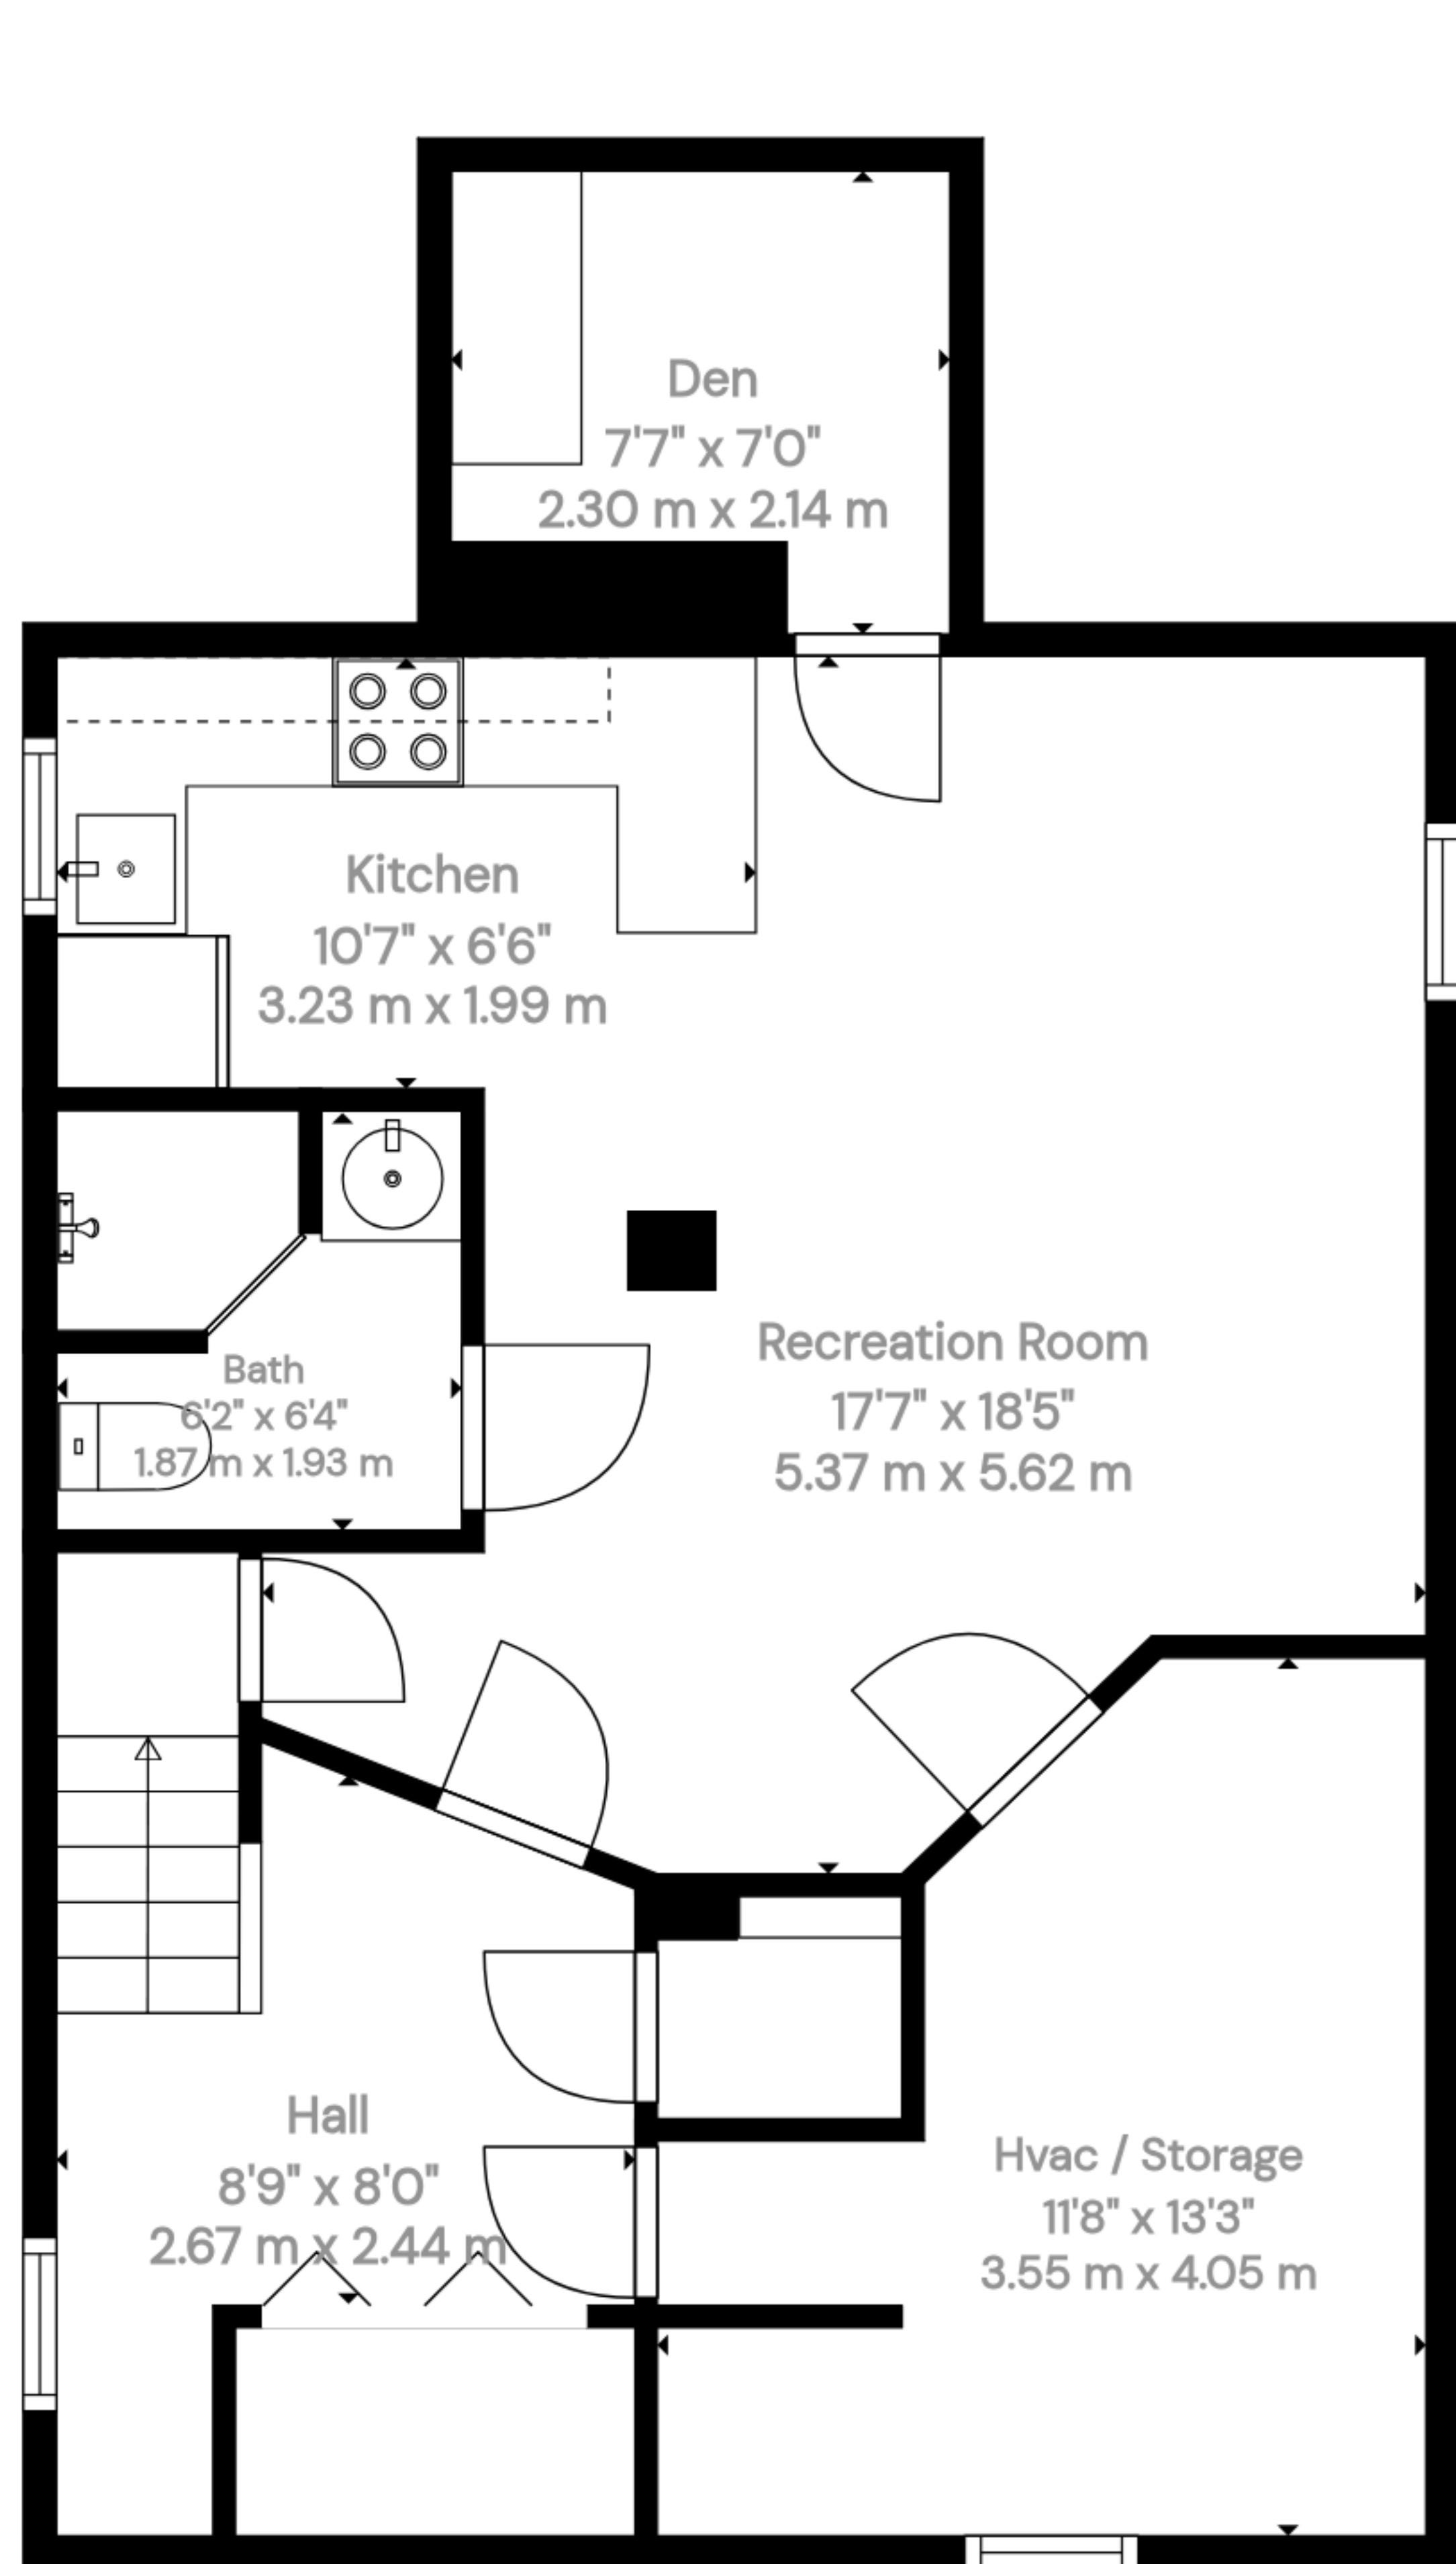 Den
7'7" x 7'0"
2.30 m x 2.14 m
Kitchen
10'7" x 6'6"
3.23 m x 1.99 m
Recreation Room
17'7" x 18'5"
5.37 m x 5.62 m
Bath
6'2" x 6'4"
1.87 m x 1.93 m
Hall
8'9" x 8'0"
2.67 m x 2.44 m
Hvac / Storage
11'8" x 13'3"
3.55 m x 4.05 m